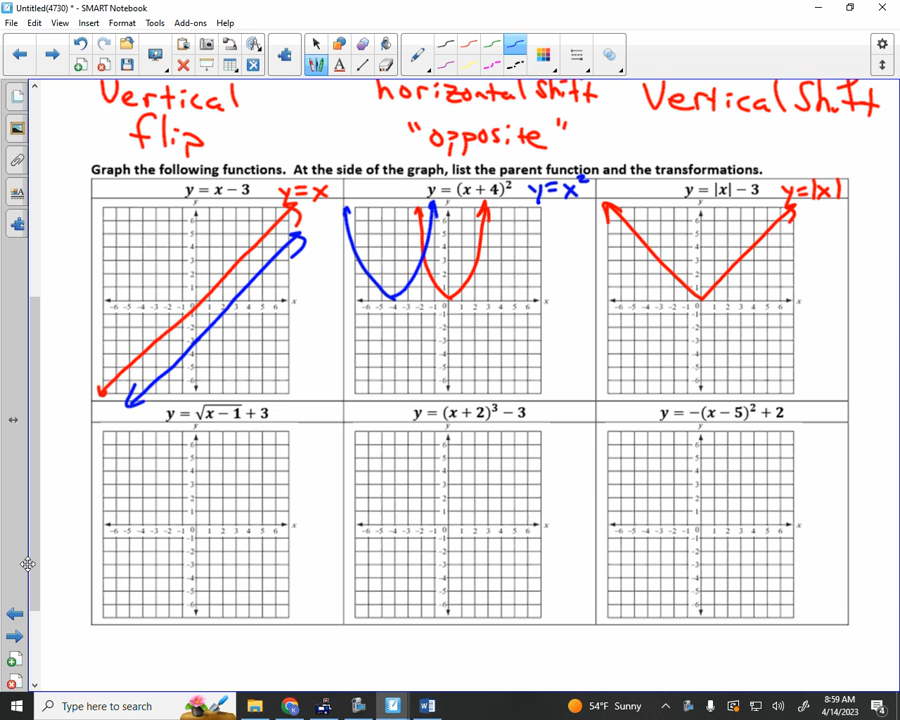 Untitled(4730) * - SMART Notebook
File Edit View Insert Format Tools Add-ons Help
Vertical flip
horizontal shift "opposite"
Vertical Shift
Graph the following functions. At the side of the graph, list the parent function and the transformations.
y = x − 3 y=x
y = (x + 4)² y=x²
y = |x| − 3 y=|x|
y = √x − 1 + 3
y = (x + 2)³ − 3
y = −(x − 5)² + 2
Type here to search
54°F Sunny
8:59 AM
4/14/2023
4